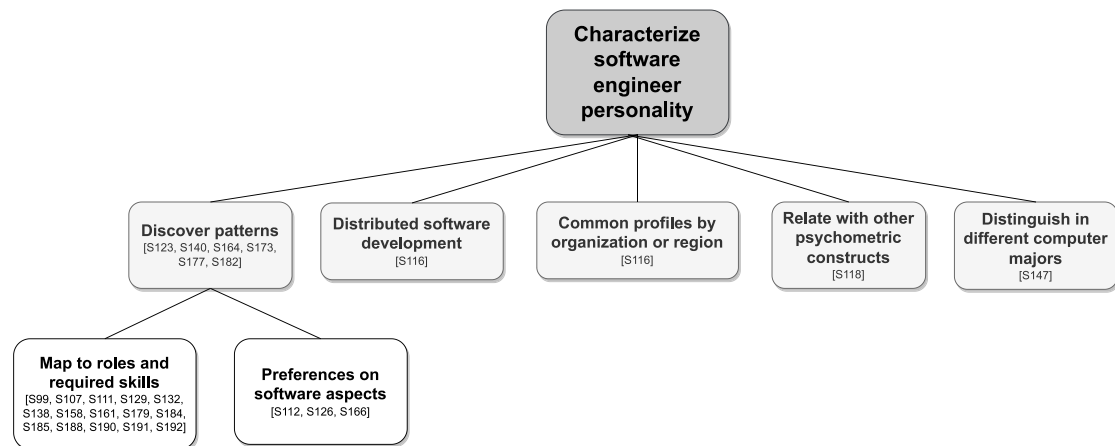 Characterize
software
engineer
personality
Discover patterns
[S123, S140, S164, S173,
S177, S182]
Distributed software
development
[S116]
Common profiles by
organization or region
[S116]
Relate with other
psychometric
constructs
[S118]
Distinguish in
different computer
majors
[S147]
Map to roles and
required skills
[S99, S107, S111, S129, S132,
S138, S158, S161, S179, S184,
S185, S188, S190, S191, S192]
Preferences on
software aspects
[S112, S126, S166]